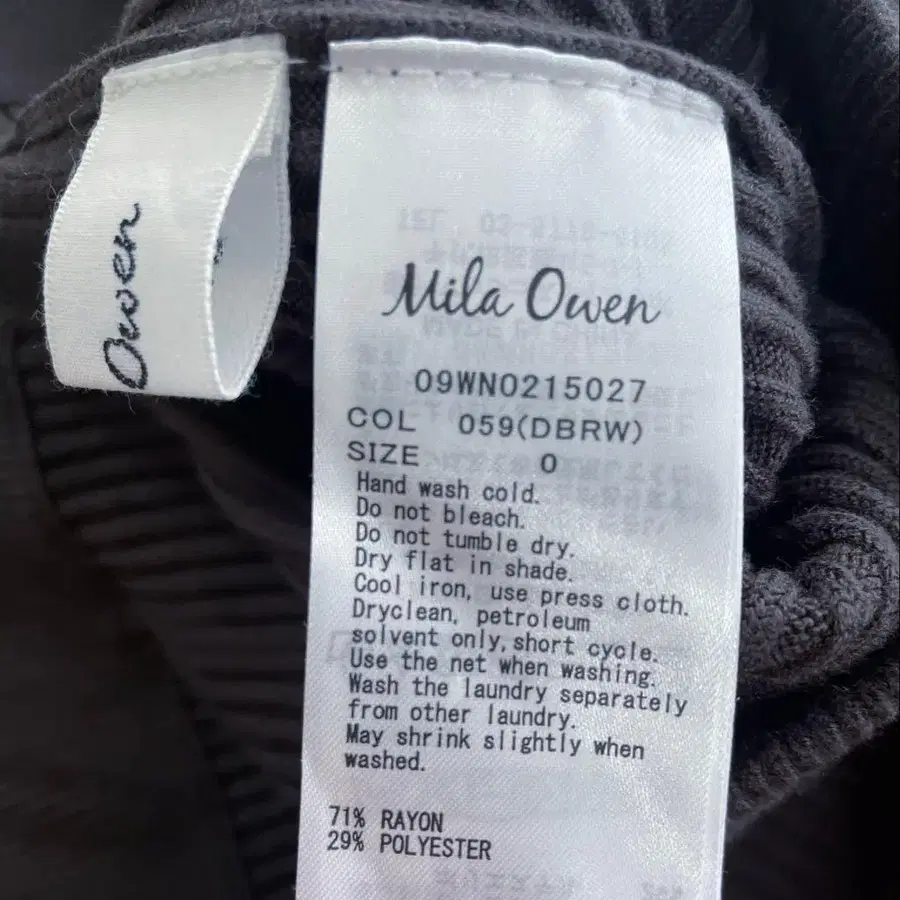 Owen
Mila Owen
09WNO215027
COL 059(DBRW)
SIZE 0
Hand wash cold.
Do not bleach.
Do not tumble dry.
Dry flat in shade.
Cool iron, use press cloth.
Dryclean, petroleum
solvent only,short cycle.
Use the net when washing.
Wash the laundry separately
from other laundry.
May shrink slightly when
washed.
71% RAYON
29% POLYESTER